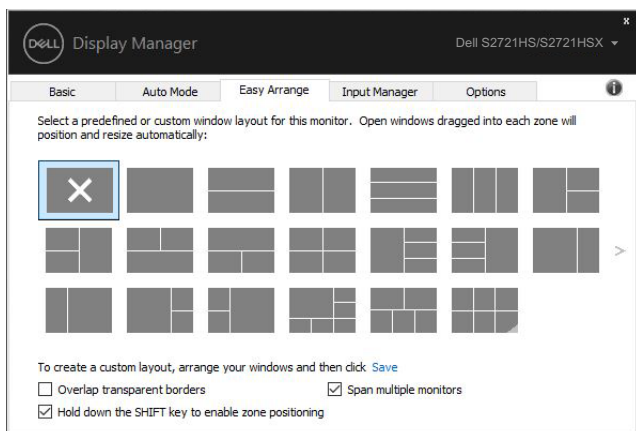 DELL Display Manager
x
Dell S2721HS/S2721HSX
Basic Auto Mode Easy Arrange Input Manager Options
Select a predefined or custom window layout for this monitor. Open windows dragged into each zone will
position and resize automatically:
To create a custom layout, arrange your windows and then click Save
Overlap transparent borders Span multiple monitors
Hold down the SHIFT key to enable zone positioning